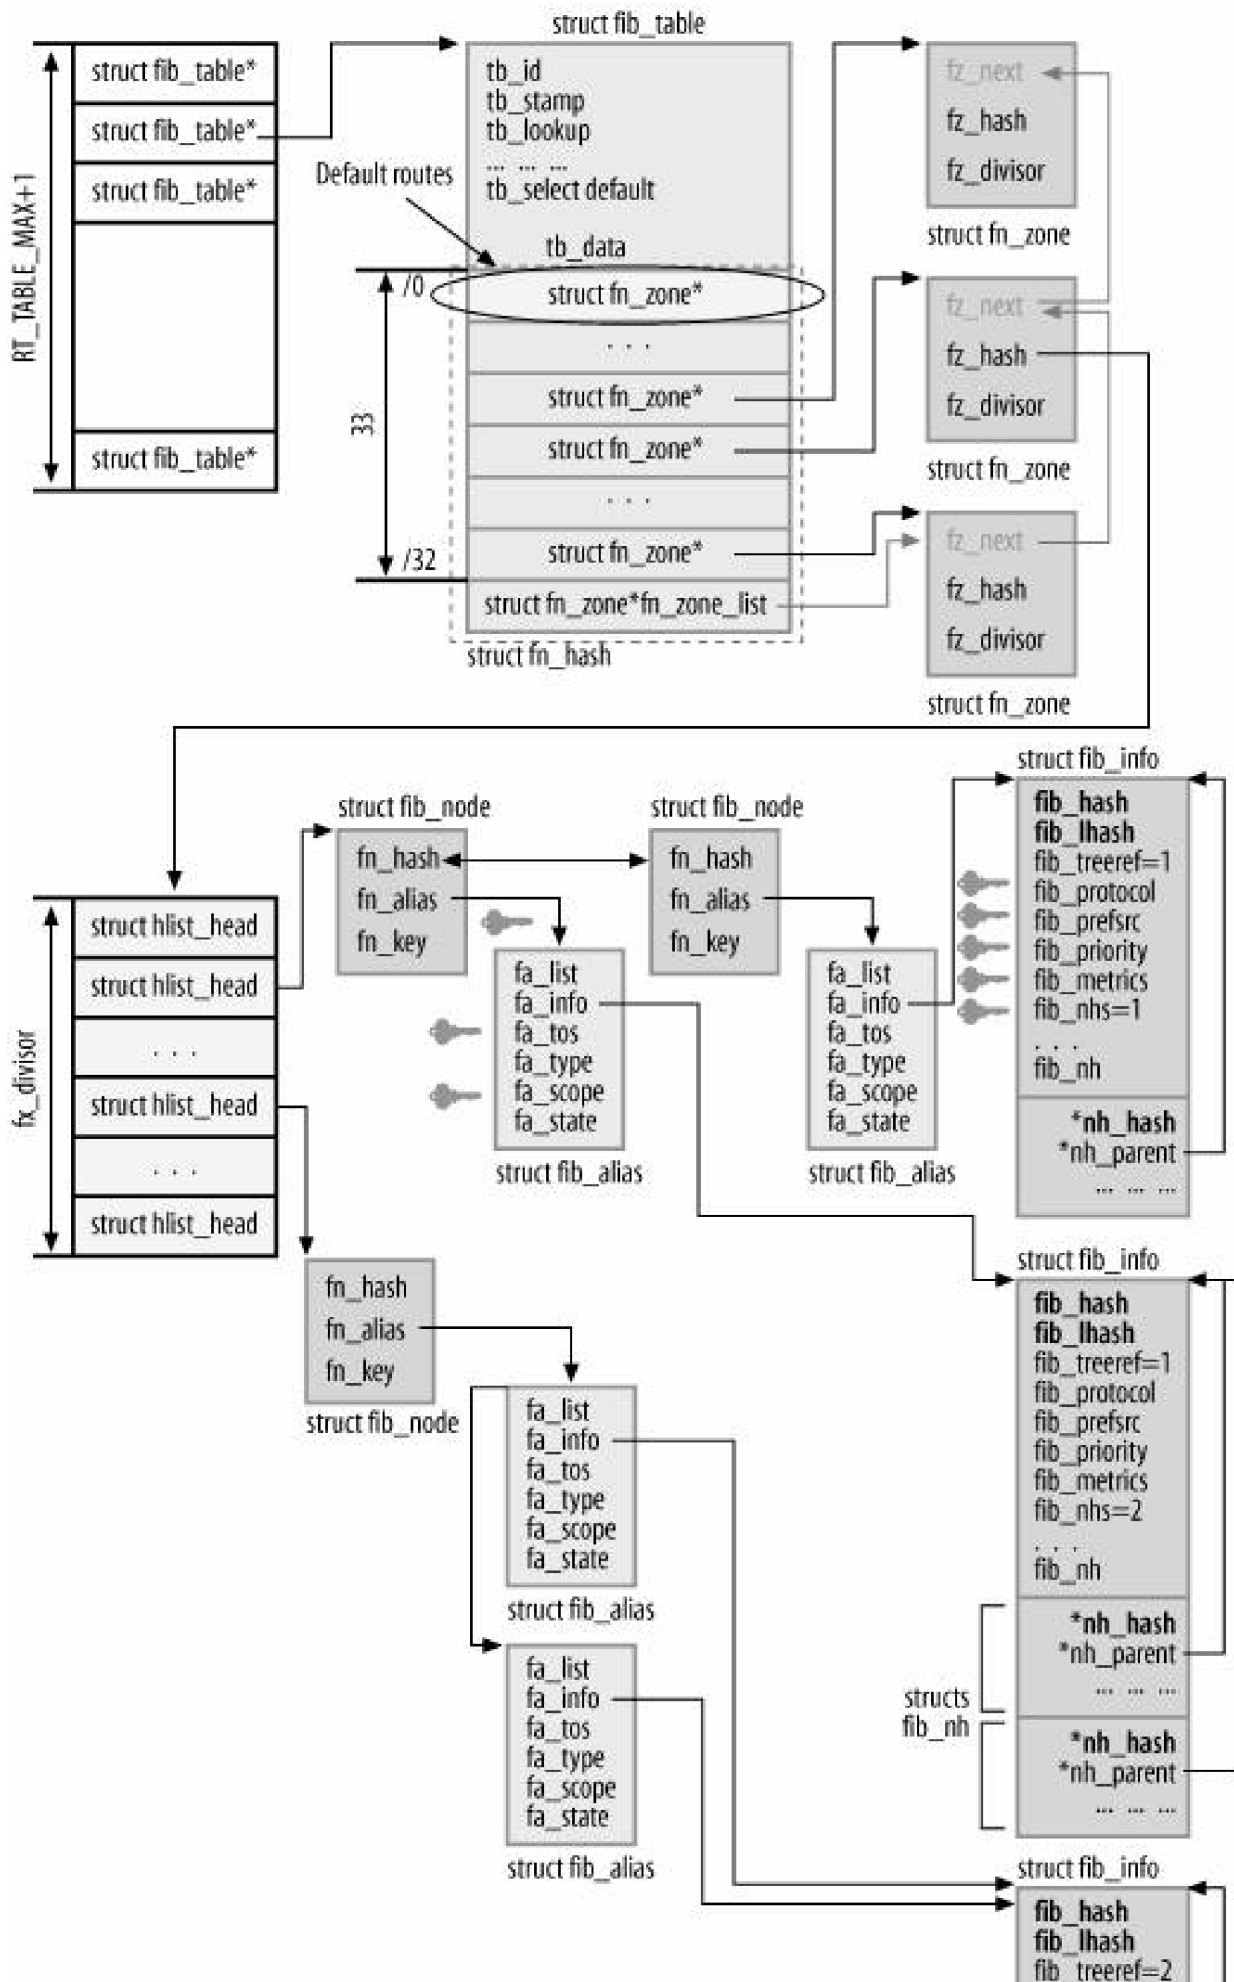 struct fib_table
struct fib_table*
struct fib_table*
struct fib_table*
struct fib_table*
RT_TABLE_MAX+1
tb_id
tb_stamp
tb_lookup
... ... ...
tb_select default
Default routes
tb_data
/0
struct fn_zone*
. . .
struct fn_zone*
struct fn_zone*
. . .
/32
struct fn_zone*
33
struct fn_zone*fn_zone_list
struct fn_hash
fz_next
fz_hash
fz_divisor
struct fn_zone
fz_next
fz_hash
fz_divisor
struct fn_zone
fz_next
fz_hash
fz_divisor
struct fn_zone
fx_divisor
struct hlist_head
struct hlist_head
. . .
struct hlist_head
. . .
struct hlist_head
struct fib_node
fn_hash
fn_alias
fn_key
struct fib_node
fn_hash
fn_alias
fn_key
fa_list
fa_info
fa_tos
fa_type
fa_scope
fa_state
struct fib_alias
fa_list
fa_info
fa_tos
fa_type
fa_scope
fa_state
struct fib_alias
struct fib_info
fib_hash
fib_lhash
fib_treeref=1
fib_protocol
fib_prefsrc
fib_priority
fib_metrics
fib_nhs=1
. . .
fib_nh
*nh_hash
*nh_parent
... ... ...
fn_hash
fn_alias
fn_key
struct fib_node
fa_list
fa_info
fa_tos
fa_type
fa_scope
fa_state
struct fib_alias
fa_list
fa_info
fa_tos
fa_type
fa_scope
fa_state
struct fib_alias
struct fib_info
fib_hash
fib_lhash
fib_treeref=1
fib_protocol
fib_prefsrc
fib_priority
fib_metrics
fib_nhs=2
. . .
fib_nh
*nh_hash
*nh_parent
... ... ...
structs
fib_nh
*nh_hash
*nh_parent
... ... ...
struct fib_info
fib_hash
fib_lhash
fib_treeref=2